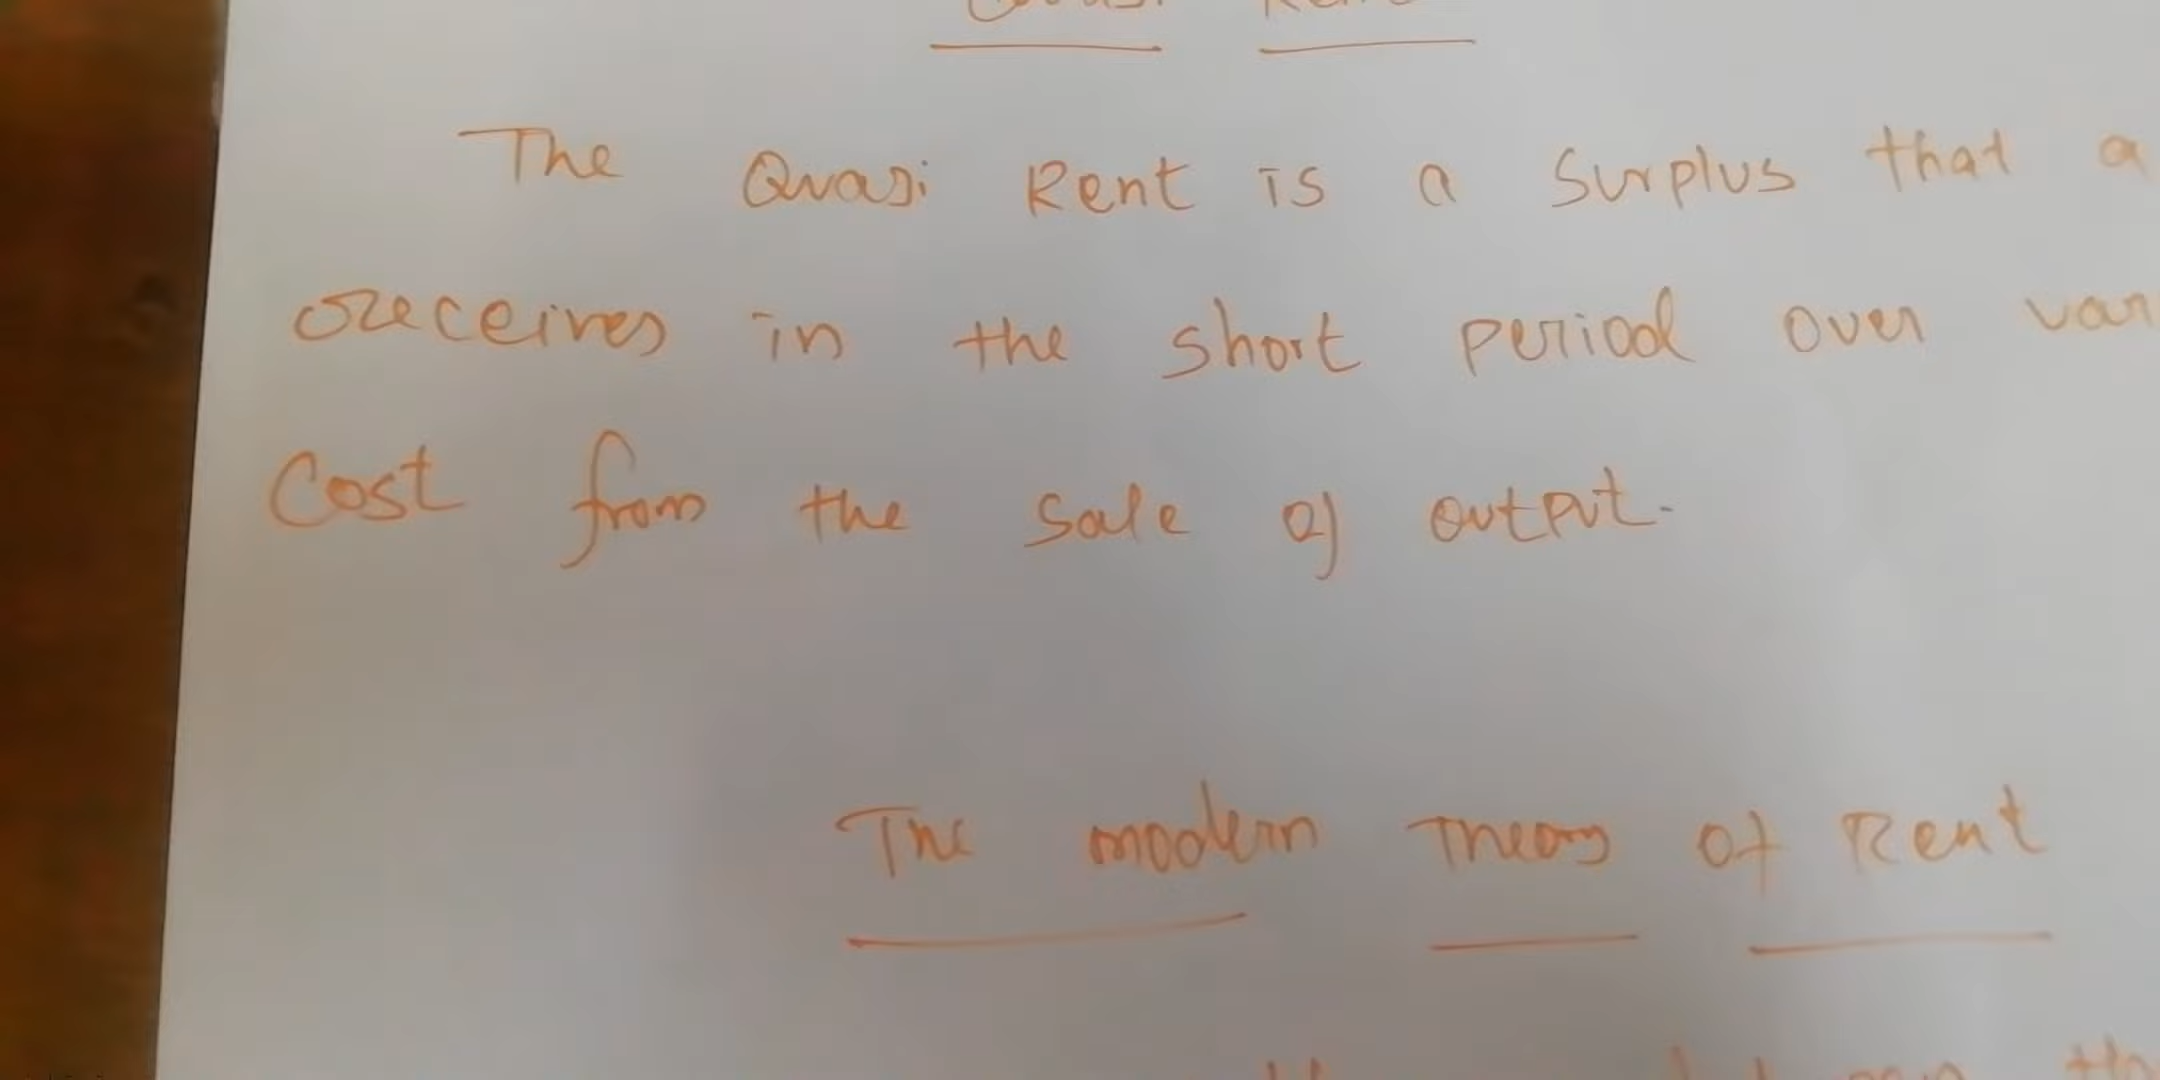 The Quasi Rent is a Surplus that a
receives in the short period over var
Cost from the sale of output.
The modern Theory of Rent